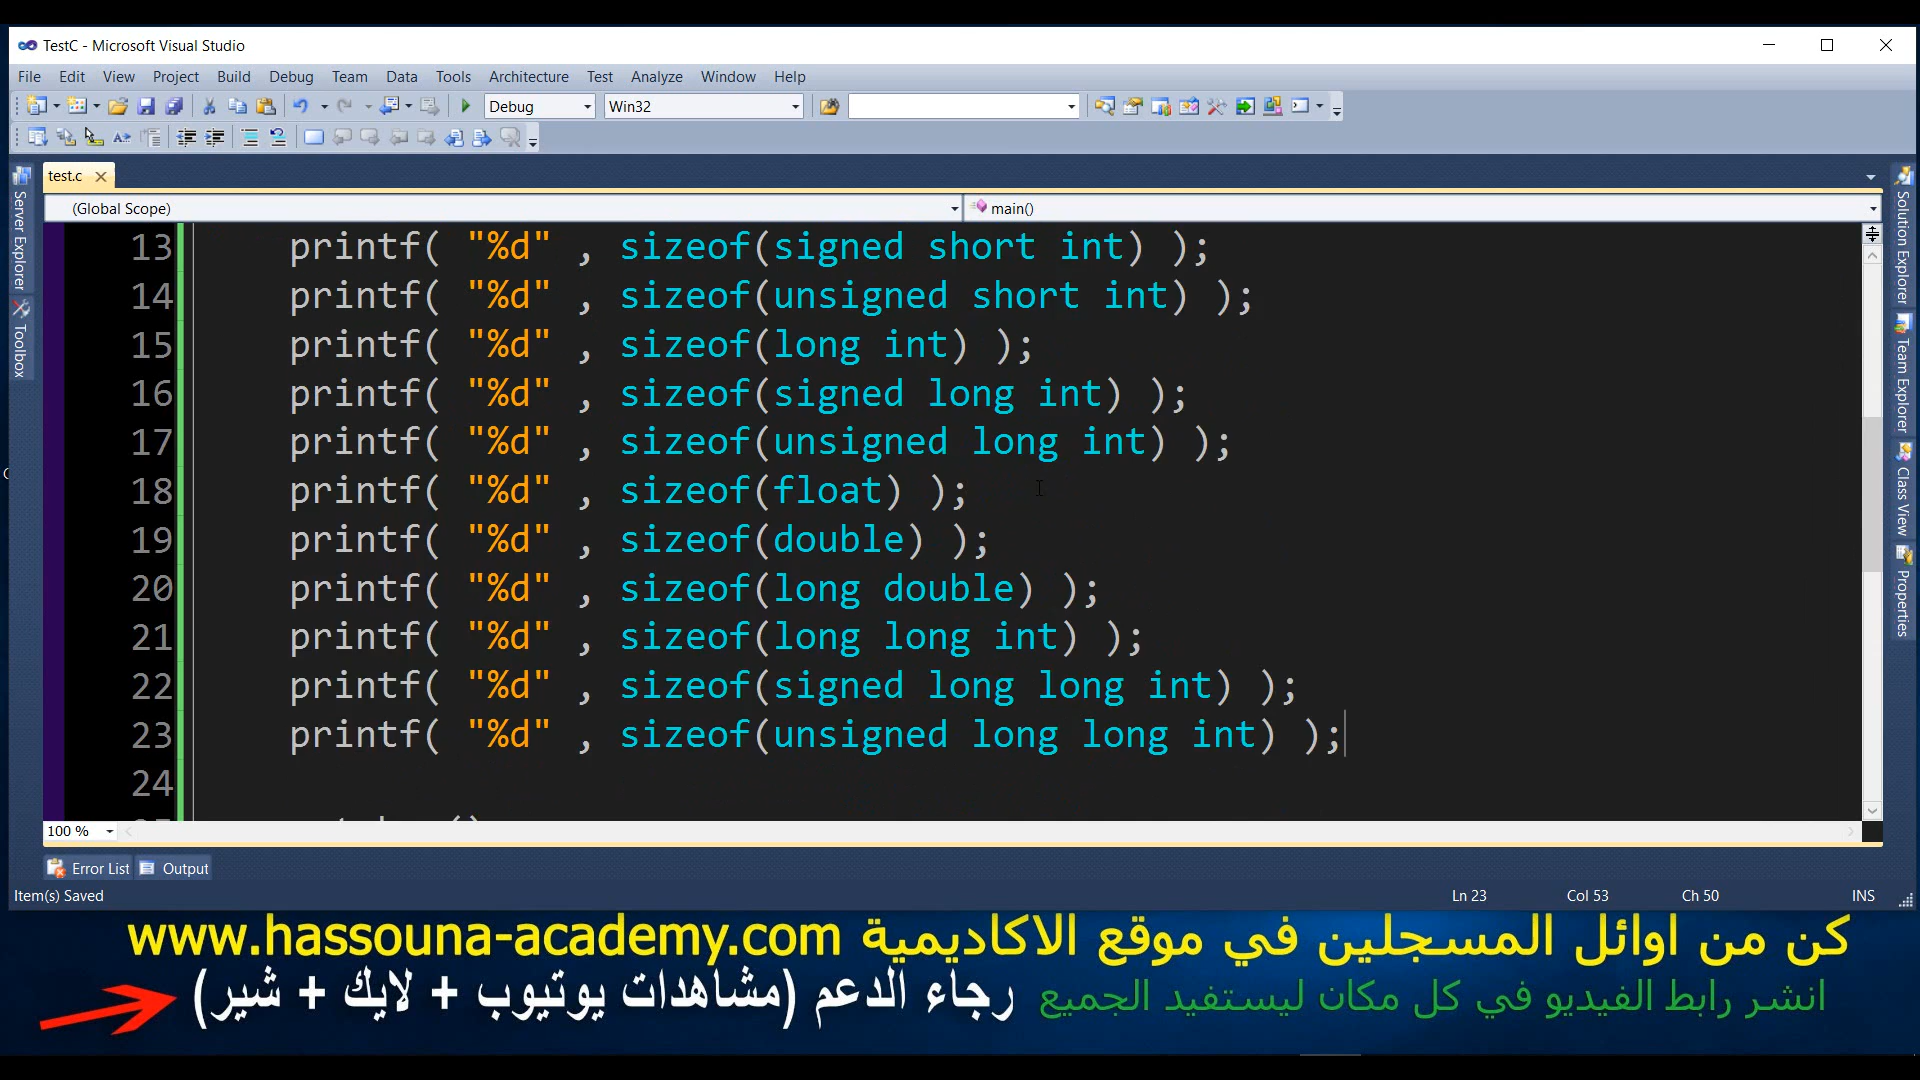 TestC - Microsoft Visual Studio
File Edit View Project Build Debug Team Data Tools Architecture Test Analyze Window Help
Debug Win32
test.c
(Global Scope) main()
Server Explorer
Toolbox
Solution Explorer
Team Explorer
Class View
Properties
13 printf( "%d" , sizeof(signed short int) );
14 printf( "%d" , sizeof(unsigned short int) );
15 printf( "%d" , sizeof(long int) );
16 printf( "%d" , sizeof(signed long int) );
17 printf( "%d" , sizeof(unsigned long int) );
18 printf( "%d" , sizeof(float) );
19 printf( "%d" , sizeof(double) );
20 printf( "%d" , sizeof(long double) );
21 printf( "%d" , sizeof(long long int) );
22 printf( "%d" , sizeof(signed long long int) );
23 printf( "%d" , sizeof(unsigned long long int) );
24
100 %
Error List Output
Item(s) Saved Ln 23 Col 53 Ch 50 INS
كن من اوائل المسجلين في موقع الاكاديمية www.hassouna-academy.com
انشر رابط الفيديو في كل مكان ليستفيد الجميع رجاء الدعم (مشاهدات يوتيوب + لايك + شير)